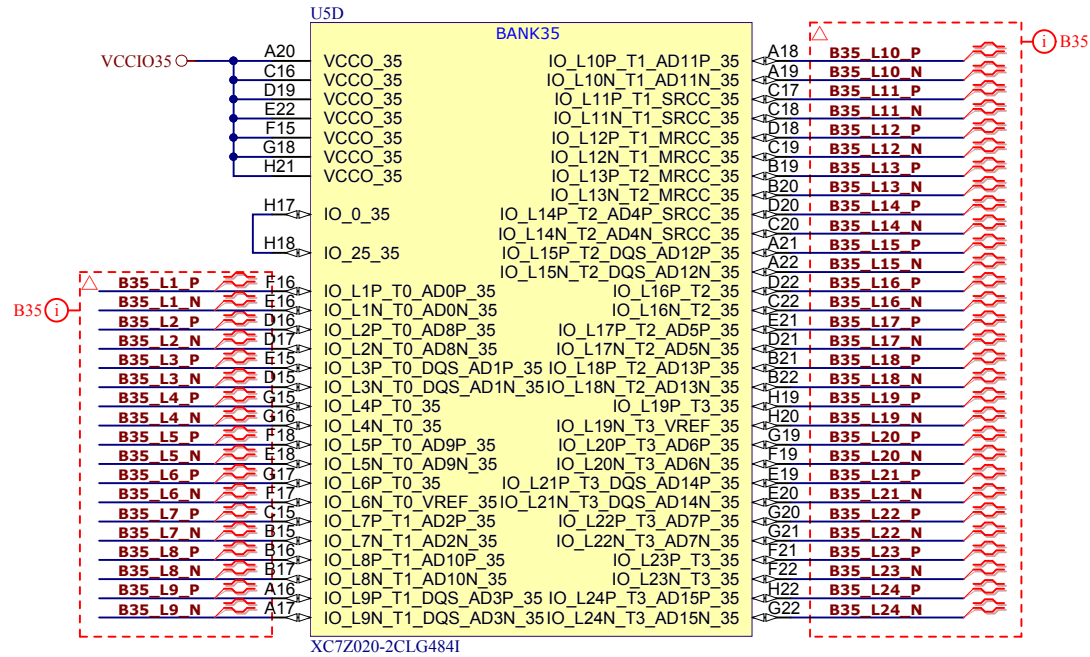 U5D
BANK35
VCCIO35
A20 VCCO_35
C16 VCCO_35
D19 VCCO_35
E22 VCCO_35
F15 VCCO_35
G18 VCCO_35
H21 VCCO_35
H17 IO_0_35
H18 IO_25_35
B35
B35_L1_P F16 IO_L1P_T0_AD0P_35
B35_L1_N E16 IO_L1N_T0_AD0N_35
B35_L2_P D16 IO_L2P_T0_AD8P_35
B35_L2_N D17 IO_L2N_T0_AD8N_35
B35_L3_P E15 IO_L3P_T0_DQS_AD1P_35
B35_L3_N D15 IO_L3N_T0_DQS_AD1N_35
B35_L4_P G15 IO_L4P_T0_35
B35_L4_N G16 IO_L4N_T0_35
B35_L5_P F18 IO_L5P_T0_AD9P_35
B35_L5_N E18 IO_L5N_T0_AD9N_35
B35_L6_P G17 IO_L6P_T0_35
B35_L6_N F17 IO_L6N_T0_VREF_35
B35_L7_P C15 IO_L7P_T1_AD2P_35
B35_L7_N B15 IO_L7N_T1_AD2N_35
B35_L8_P B16 IO_L8P_T1_AD10P_35
B35_L8_N B17 IO_L8N_T1_AD10N_35
B35_L9_P A16 IO_L9P_T1_DQS_AD3P_35
B35_L9_N A17 IO_L9N_T1_DQS_AD3N_35
IO_L10P_T1_AD11P_35 A18 B35_L10_P
IO_L10N_T1_AD11N_35 A19 B35_L10_N
IO_L11P_T1_SRCC_35 C17 B35_L11_P
IO_L11N_T1_SRCC_35 C18 B35_L11_N
IO_L12P_T1_MRCC_35 D18 B35_L12_P
IO_L12N_T1_MRCC_35 C19 B35_L12_N
IO_L13P_T2_MRCC_35 B19 B35_L13_P
IO_L13N_T2_MRCC_35 B20 B35_L13_N
IO_L14P_T2_AD4P_SRCC_35 D20 B35_L14_P
IO_L14N_T2_AD4N_SRCC_35 C20 B35_L14_N
IO_L15P_T2_DQS_AD12P_35 A21 B35_L15_P
IO_L15N_T2_DQS_AD12N_35 A22 B35_L15_N
IO_L16P_T2_35 D22 B35_L16_P
IO_L16N_T2_35 C22 B35_L16_N
IO_L17P_T2_AD5P_35 E21 B35_L17_P
IO_L17N_T2_AD5N_35 D21 B35_L17_N
IO_L18P_T2_AD13P_35 B21 B35_L18_P
IO_L18N_T2_AD13N_35 B22 B35_L18_N
IO_L19P_T3_35 H19 B35_L19_P
IO_L19N_T3_VREF_35 H20 B35_L19_N
IO_L20P_T3_AD6P_35 G19 B35_L20_P
IO_L20N_T3_AD6N_35 F19 B35_L20_N
IO_L21P_T3_DQS_AD14P_35 E19 B35_L21_P
IO_L21N_T3_DQS_AD14N_35 E20 B35_L21_N
IO_L22P_T3_AD7P_35 G20 B35_L22_P
IO_L22N_T3_AD7N_35 G21 B35_L22_N
IO_L23P_T3_35 F21 B35_L23_P
IO_L23N_T3_35 F22 B35_L23_N
IO_L24P_T3_AD15P_35 H22 B35_L24_P
IO_L24N_T3_AD15N_35 G22 B35_L24_N
i B35
XC7Z020-2CLG484I